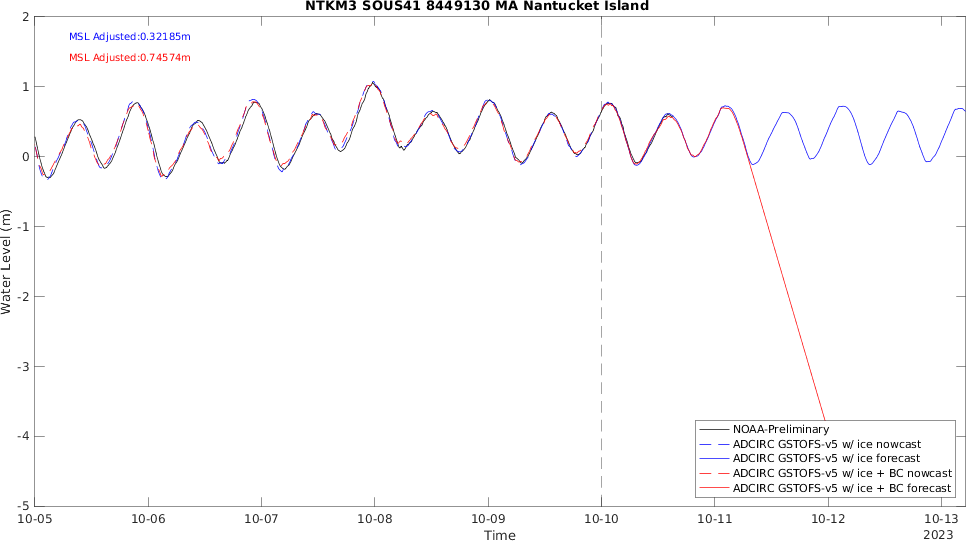 NTKM3 SOUS41 8449130 MA Nantucket Island
MSL Adjusted:0.32185m
MSL Adjusted:0.74574m
Water Level (m)
2
1
0
-1
-2
-3
-4
-5
NOAA-Preliminary
ADCIRC GSTOFS-v5 w/ ice nowcast
ADCIRC GSTOFS-v5 w/ ice forecast
ADCIRC GSTOFS-v5 w/ ice + BC nowcast
ADCIRC GSTOFS-v5 w/ ice + BC forecast
10-05 10-06 10-07 10-08 10-09 10-10 10-11 10-12 10-13
Time
2023